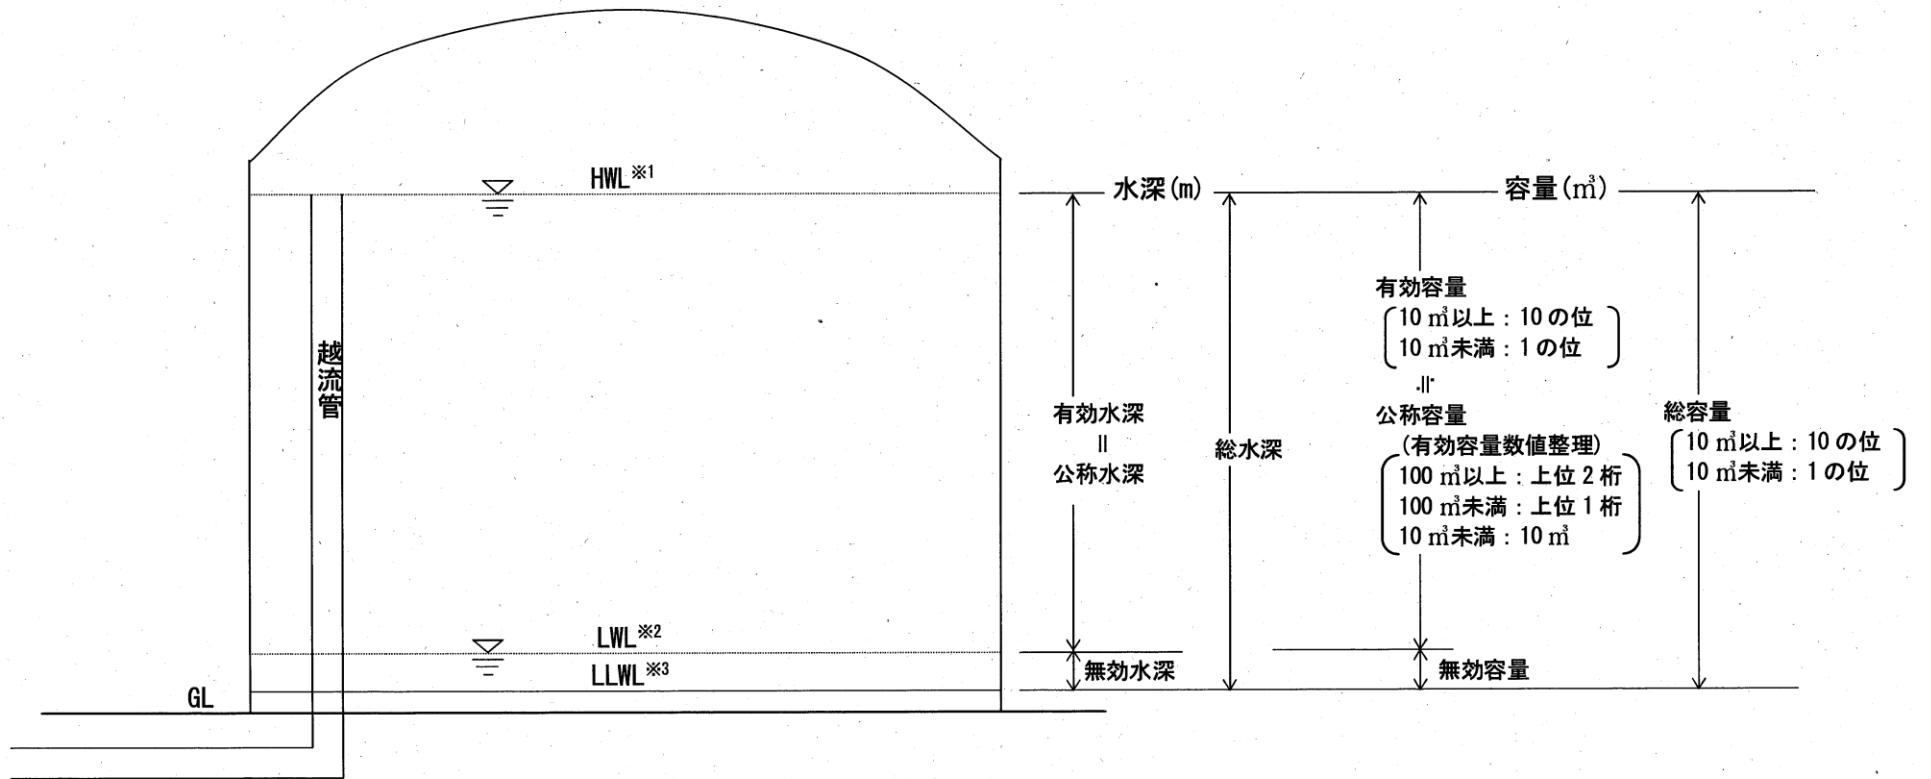 HWL※1
水深(m)
容量(㎥)
越流管
有効水深
||
公称水深
総水深
有効容量
10㎥以上：10の位
10㎥未満：1の位
||
公称容量
(有効容量数値整理)
100㎥以上：上位2桁
100㎥未満：上位1桁
10㎥未満：10㎥
総容量
10㎥以上：10の位
10㎥未満：1の位
LWL※2
LLWL※3
無効水深
無効容量
GL